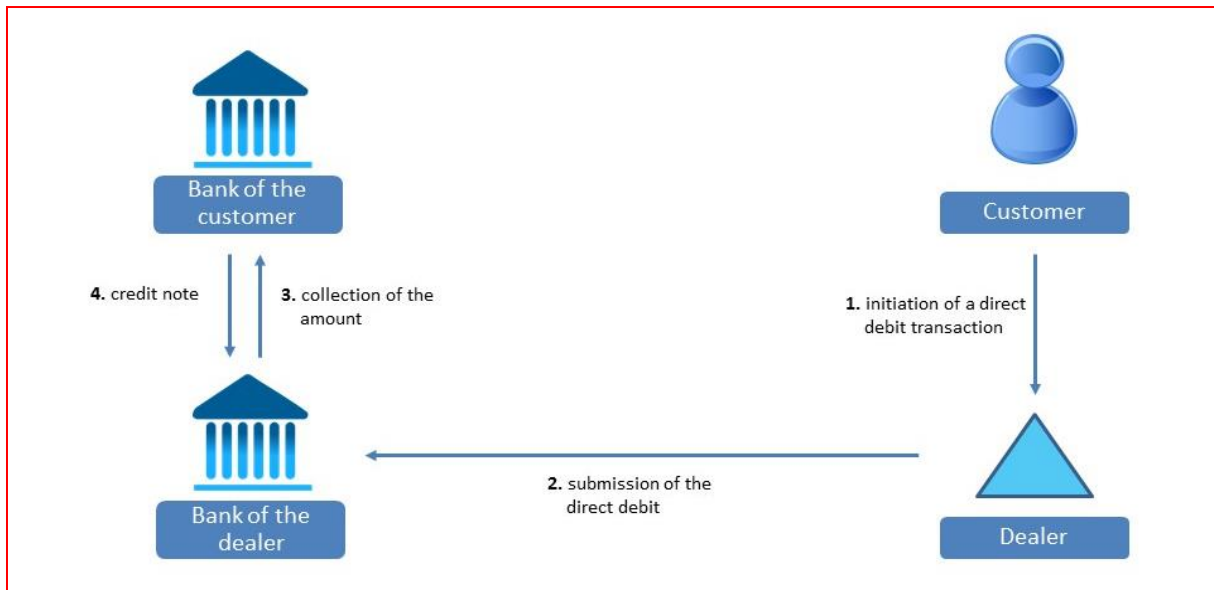 Bank of the
customer
Customer
4. credit note
3. collection of the
amount
1. initiation of a direct
debit transaction
2. submission of the
direct debit
Bank of the
dealer
Dealer